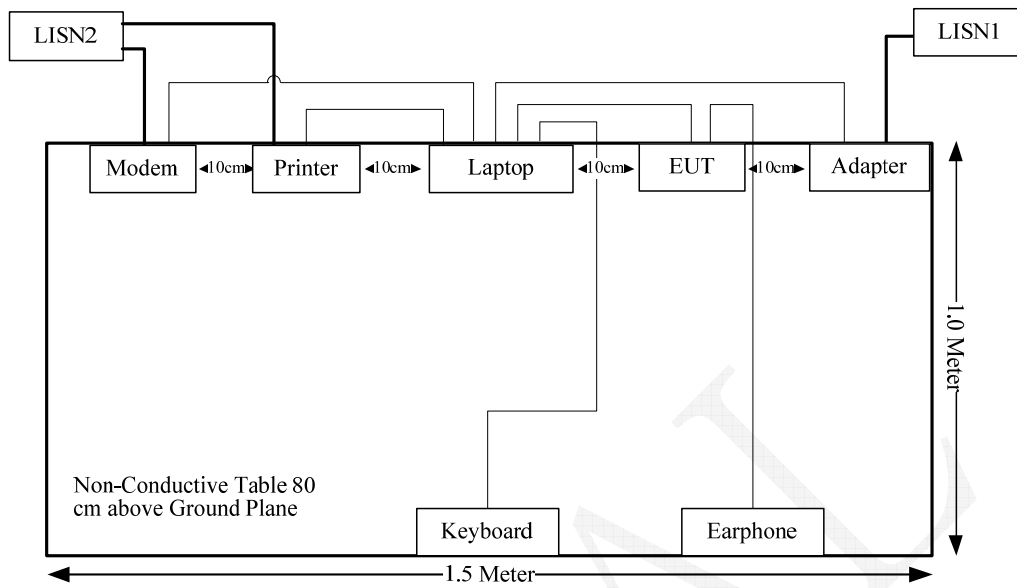 LISN2
LISN1
Modem
10cm
Printer
10cm
Laptop
10cm
EUT
10cm
Adapter
1.0 Meter
Non-Conductive Table 80
cm above Ground Plane
Keyboard
Earphone
1.5 Meter